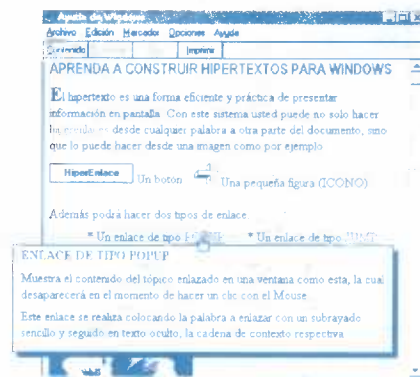 Ayuda de Windows
Archivo Edición Marcador Opciones Ayuda
Contenido Imprimir
APRENDA A CONSTRUIR HIPERTEXTOS PARA WINDOWS
El hipertexto es una forma eficiente y práctica de presentar
información en pantalla. Con este sistema usted puede no solo hacer
desde cualquier palabra a otra parte del documento, sino
que lo puede hacer desde una imagen como por ejemplo
HiperEnlace Un botón Una pequeña figura (ICONO)
Además podrá hacer dos tipos de enlace.
* Un enlace de tipo * Un enlace de tipo JUMP
ENLACE DE TIPO POPUP
Muestra el contenido del tópico enlazado en una ventana como esta, la cual
desaparecerá en el momento de hacer un clic con el Mouse
Este enlace se realiza colocando la palabra a enlazar con un subrayado
sencillo y seguido en texto oculto, la cadena de contexto respectiva